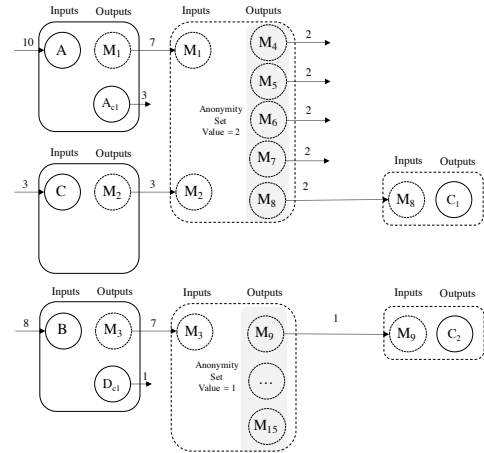 Inputs Outputs Inputs Outputs
10 A M1 7 M1 M4 2
Ac1 3 M5 2
Anonymity
Set
Value = 2
M6 2
M7 2
Inputs Outputs
3 C M2 3 M2 M8 2
Inputs Outputs
M8 C1
Inputs Outputs Inputs Outputs Inputs Outputs
8 B M3 7 M3 M9 1 M9 C2
Dc1 1
Anonymity
Set
Value = 1
...
M15